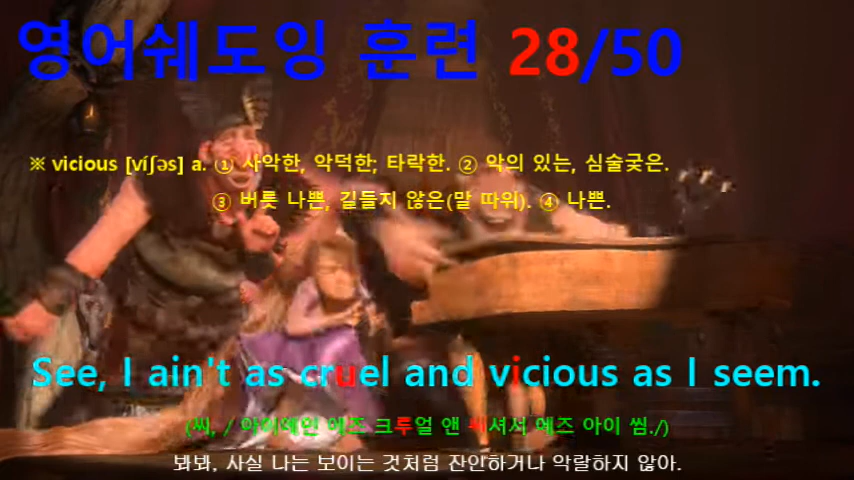 영어쉐도잉 훈련 28/50
※ vicious [víʃəs] a. ① 사악한, 악덕한; 타락한. ② 악의 있는, 심술궂은.
③ 버릇 나쁜, 길들지 않은(말 따위). ④ 나쁜.
See, I ain't as cruel and vicious as I seem.
(씨, / 아이에인 애즈 크루얼 앤 비셔서 에즈 아이 씸./)
봐봐, 사실 나는 보이는 것처럼 잔인하거나 악랄하지 않아.